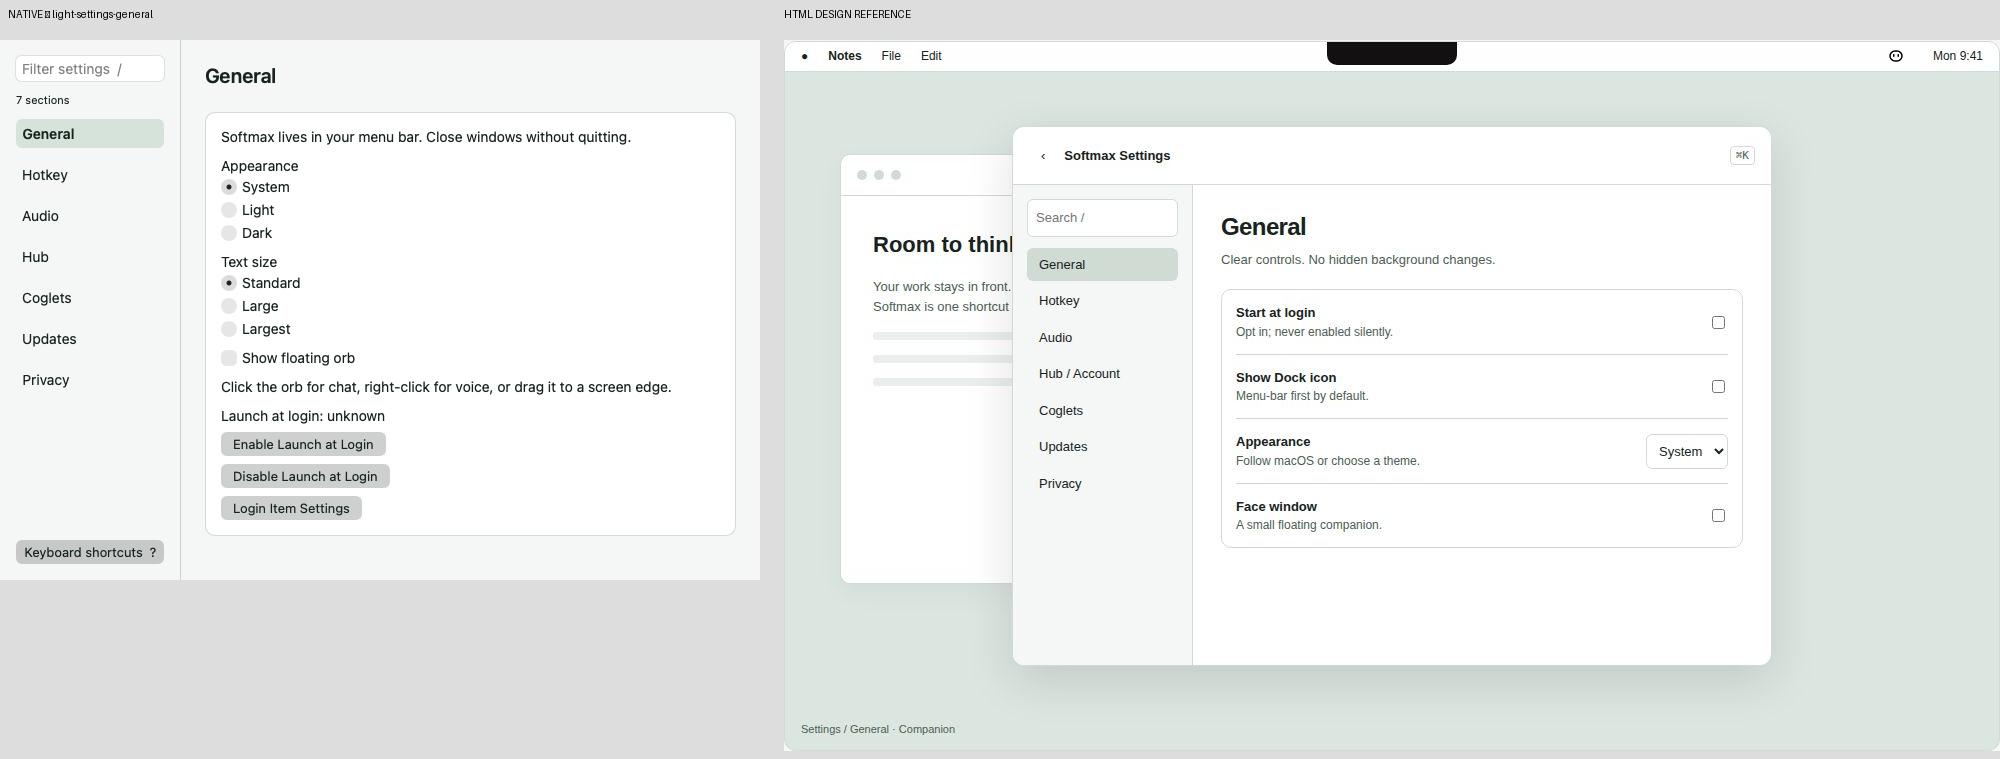 NATIVE light-settings-general
Filter settings /
7 sections
General
Hotkey
Audio
Hub
Coglets
Updates
Privacy
Keyboard shortcuts ?
General
Softmax lives in your menu bar. Close windows without quitting.
Appearance
System
Light
Dark
Text size
Standard
Large
Largest
Show floating orb
Click the orb for chat, right-click for voice, or drag it to a screen edge.
Launch at login: unknown
Enable Launch at Login
Disable Launch at Login
Login Item Settings
HTML DESIGN REFERENCE
Notes File Edit
Mon 9:41
Room to thin
Your work stays in front.
Softmax is one shortcut
‹ Softmax Settings
⌘K
Search /
General
Hotkey
Audio
Hub / Account
Coglets
Updates
Privacy
General
Clear controls. No hidden background changes.
Start at login
Opt in; never enabled silently.
Show Dock icon
Menu-bar first by default.
Appearance
Follow macOS or choose a theme.
System
Face window
A small floating companion.
Settings / General · Companion